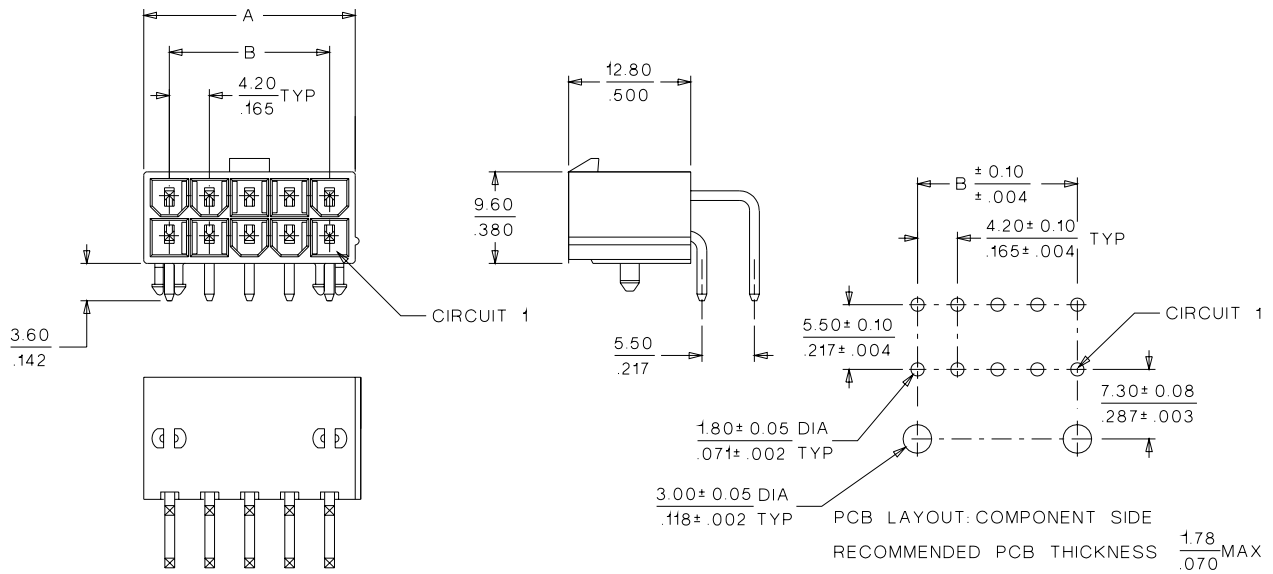 A
B
4.20
.165
TYP
3.60
.142
CIRCUIT 1
12.80
.500
9.60
.380
5.50
.217
B ± 0.10
± .004
4.20± 0.10
.165± .004
TYP
5.50± 0.10
.217± .004
CIRCUIT 1
7.30± 0.08
.287± .003
1.80± 0.05 DIA
.071± .002 TYP
3.00± 0.05 DIA
.118± .002 TYP
PCB LAYOUT: COMPONENT SIDE
RECOMMENDED PCB THICKNESS 1.78 MAX
.070